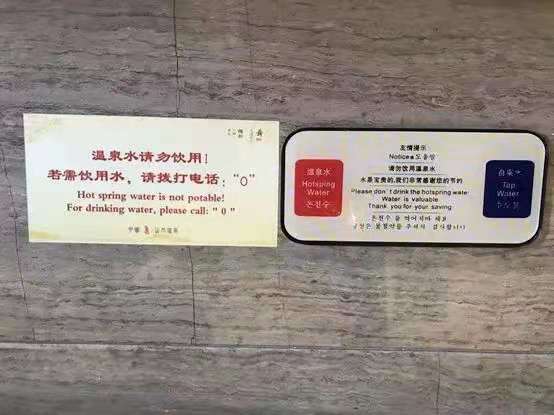 温泉水请勿饮用！
若需饮用水，请拨打电话：“0”
Hot spring water is not potable!
For drinking water, please call: “ 0 ”
友情提示
Notice
请勿饮用温泉水
水是宝贵的,我们非常感谢您的节约
Please don't drink the hotspring water
Water is valuable
Thank you for your saving
温泉水
Hotspring
Water
온천수
自来水
Tap
Water
수돗물